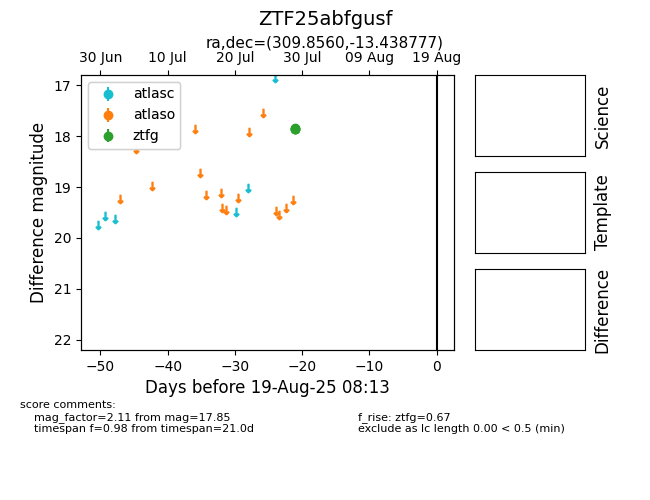 ZTF25abfgusf
ra,dec=(309.8560,-13.438777)
30 Jun 10 Jul 20 Jul 30 Jul 09 Aug 19 Aug
atlasc
atlaso
ztfg
17
18
19
20
21
22
Difference magnitude
−50 −40 −30 −20 −10 0
Days before 19-Aug-25 08:13
Science
Template
Difference
score comments:
mag_factor=2.11 from mag=17.85
timespan f=0.98 from timespan=21.0d
f_rise: ztfg=0.67
exclude as lc length 0.00 < 0.5 (min)